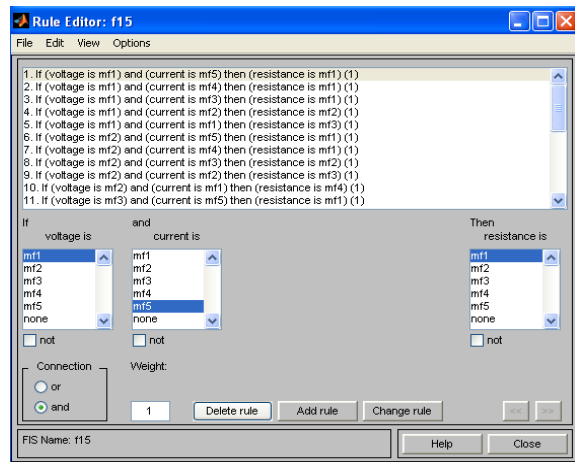 Rule Editor: f15
File Edit View Options
1. If (voltage is mf1) and (current is mf5) then (resistance is mf1) (1)
2. If (voltage is mf1) and (current is mf4) then (resistance is mf1) (1)
3. If (voltage is mf1) and (current is mf3) then (resistance is mf1) (1)
4. If (voltage is mf1) and (current is mf2) then (resistance is mf2) (1)
5. If (voltage is mf1) and (current is mf1) then (resistance is mf3) (1)
6. If (voltage is mf2) and (current is mf5) then (resistance is mf1) (1)
7. If (voltage is mf2) and (current is mf4) then (resistance is mf1) (1)
8. If (voltage is mf2) and (current is mf3) then (resistance is mf2) (1)
9. If (voltage is mf2) and (current is mf2) then (resistance is mf3) (1)
10. If (voltage is mf2) and (current is mf1) then (resistance is mf4) (1)
11. If (voltage is mf3) and (current is mf5) then (resistance is mf1) (1)
If and Then
voltage is current is resistance is
mf1 mf1 mf1
mf2 mf2 mf2
mf3 mf3 mf3
mf4 mf4 mf4
mf5 mf5 mf5
none none none
not not not
Connection Weight:
or
and 1 Delete rule Add rule Change rule << >>
FIS Name: f15 Help Close